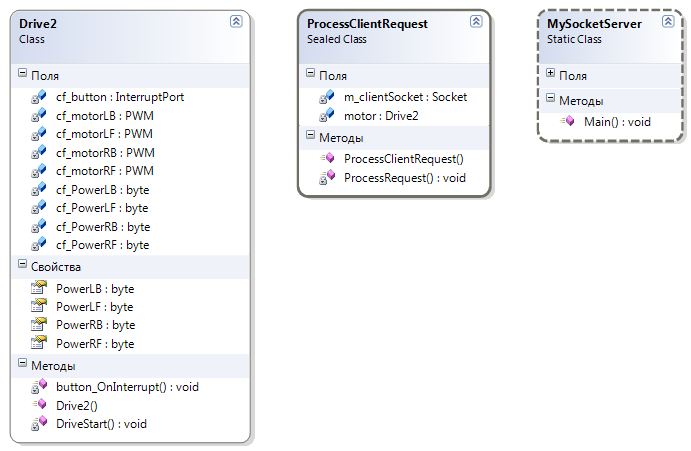 Drive2
Class
Поля
cf_button : InterruptPort
cf_motorLB : PWM
cf_motorLF : PWM
cf_motorRB : PWM
cf_motorRF : PWM
cf_PowerLB : byte
cf_PowerLF : byte
cf_PowerRB : byte
cf_PowerRF : byte
Свойства
PowerLB : byte
PowerLF : byte
PowerRB : byte
PowerRF : byte
Методы
button_OnInterrupt() : void
Drive2()
DriveStart() : void
ProcessClientRequest
Sealed Class
Поля
m_clientSocket : Socket
motor : Drive2
Методы
ProcessClientRequest()
ProcessRequest() : void
MySocketServer
Static Class
Поля
Методы
Main() : void